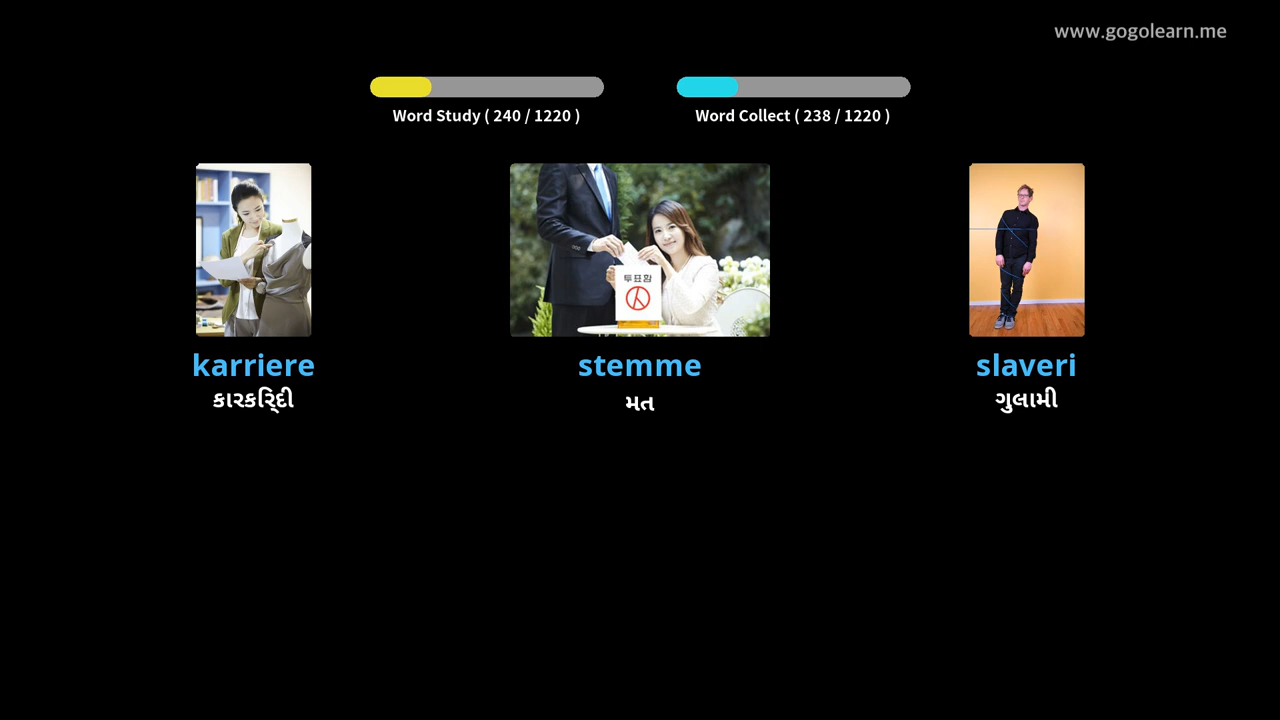 www.gogolearn.me
Word Study ( 240 / 1220 )
Word Collect ( 238 / 1220 )
투표함
karriere
stemme
slaveri
કારકિર્દી
મત
ગુલામી